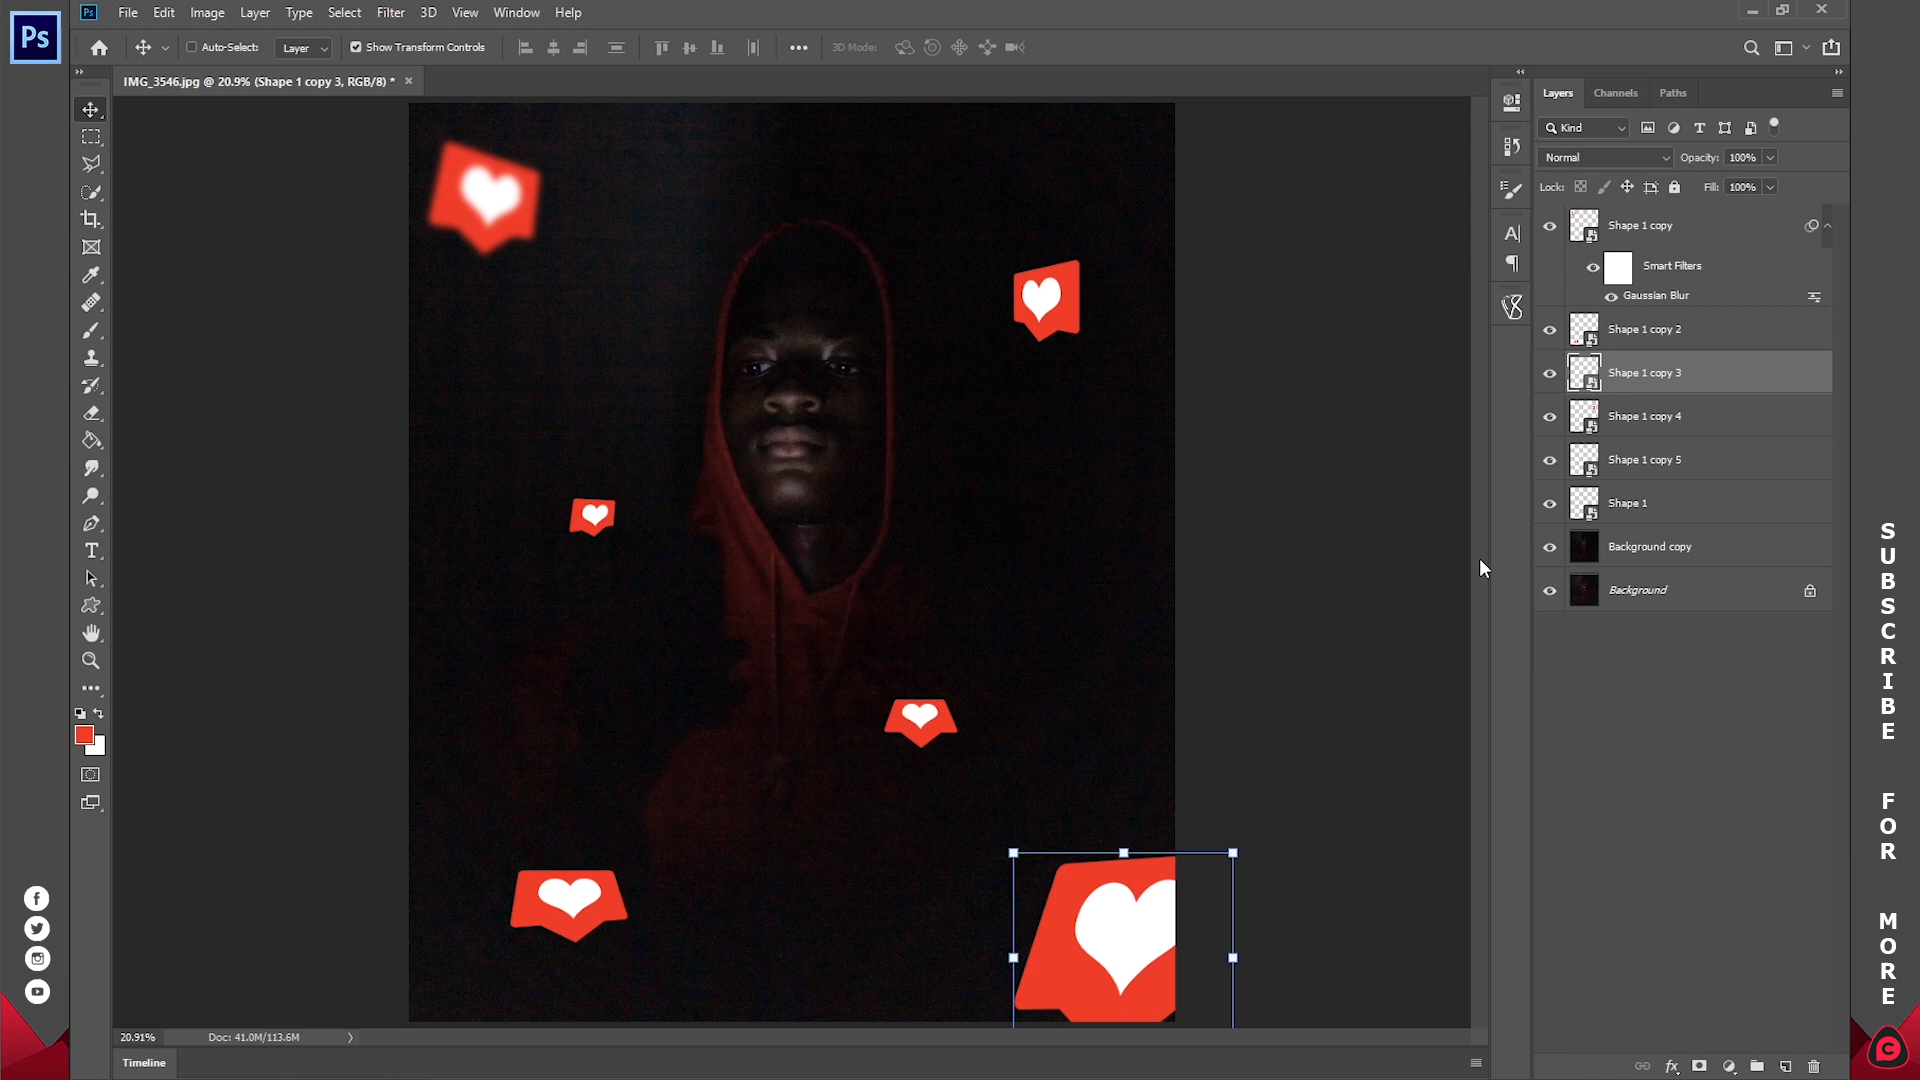 Ps
Ps File Edit Image Layer Type Select Filter 3D View Window Help
Auto-Select: Layer Show Transform Controls 3D Mode:
IMG_3546.jpg @ 20.9% (Shape 1 copy 3, RGB/8) * ×
Layers Channels Paths
Kind
Normal Opacity: 100%
Lock: Fill: 100%
Shape 1 copy
Smart Filters
Gaussian Blur
Shape 1 copy 2
Shape 1 copy 3
Shape 1 copy 4
Shape 1 copy 5
Shape 1
Background copy
Background
20.91% Doc: 41.0M/113.6M
Timeline
SUBSCRIBE
FOR
MORE